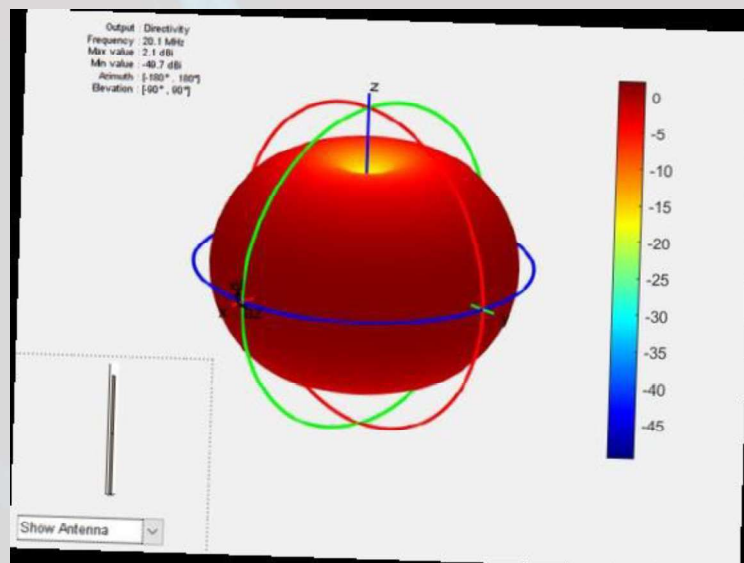 Output : Directivity
Frequency : 20.1 MHz
Max value : 2.1 dBi
Min value : -49.7 dBi
Azimuth : [-180° , 180°]
Elevation : [-90° , 90°]
z
x
y
0
-5
-10
-15
-20
-25
-30
-35
-40
-45
Show Antenna